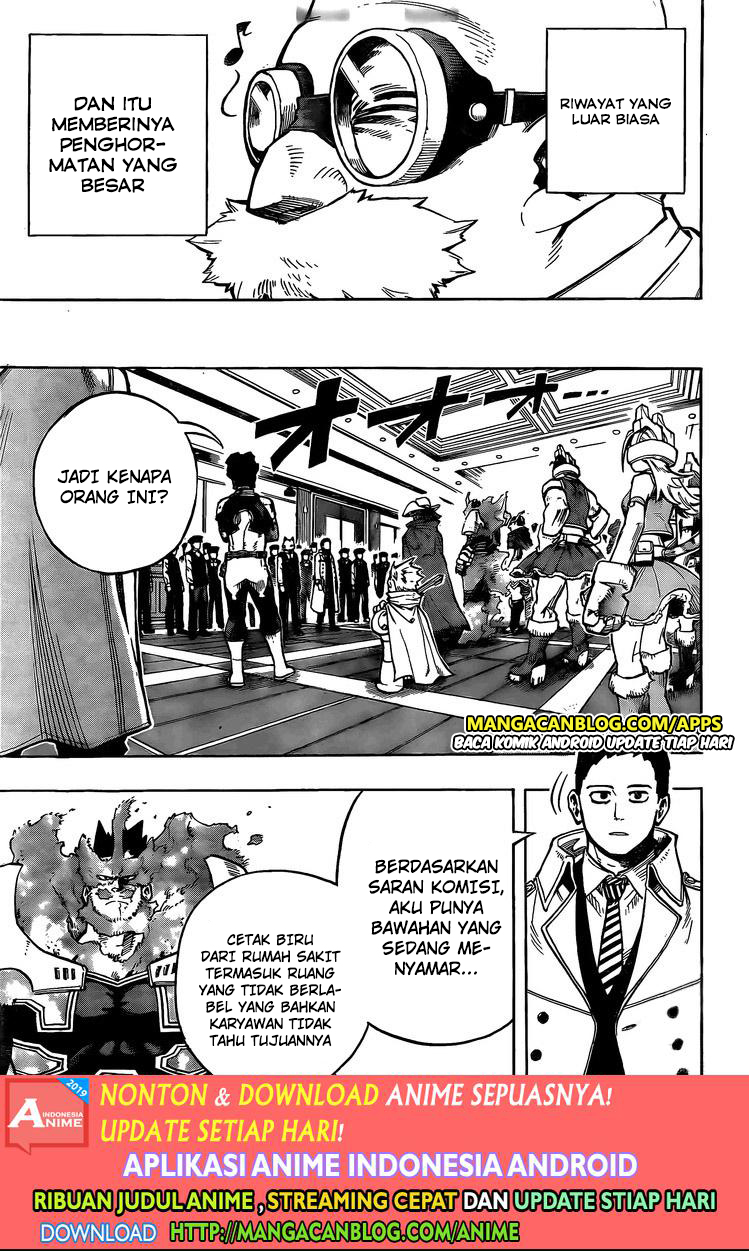 RIWAYAT YANG
LUAR BIASA
DAN ITU
MEMBERINYA
PENGHOR-
MATAN YANG
BESAR
オオオ...
JADI KENAPA
ORANG INI?
MANGACANBLOG.COM/APPS
BACA KOMIK ANDROID UPDATE TIAP HARI
BERDASARKAN
SARAN KOMISI,
AKU PUNYA
BAWAHAN YANG
SEDANG ME-
NYAMAR...
CETAK BIRU
DARI RUMAH SAKIT
TERMASUK RUANG
YANG TIDAK BERLA-
BEL YANG BAHKAN
KARYAWAN TIDAK
TAHU TUJUANNYA
2019
A INDONESIA
ANIME
NONTON & DOWNLOAD ANIME SEPUASNYA!
UPDATE SETIAP HARI!
APLIKASI ANIME INDONESIA ANDROID
RIBUAN JUDUL ANIME , STREAMING CEPAT DAN UPDATE STIAP HARI
DOWNLOAD HTTP://MANGACANBLOG.COM/ANIME